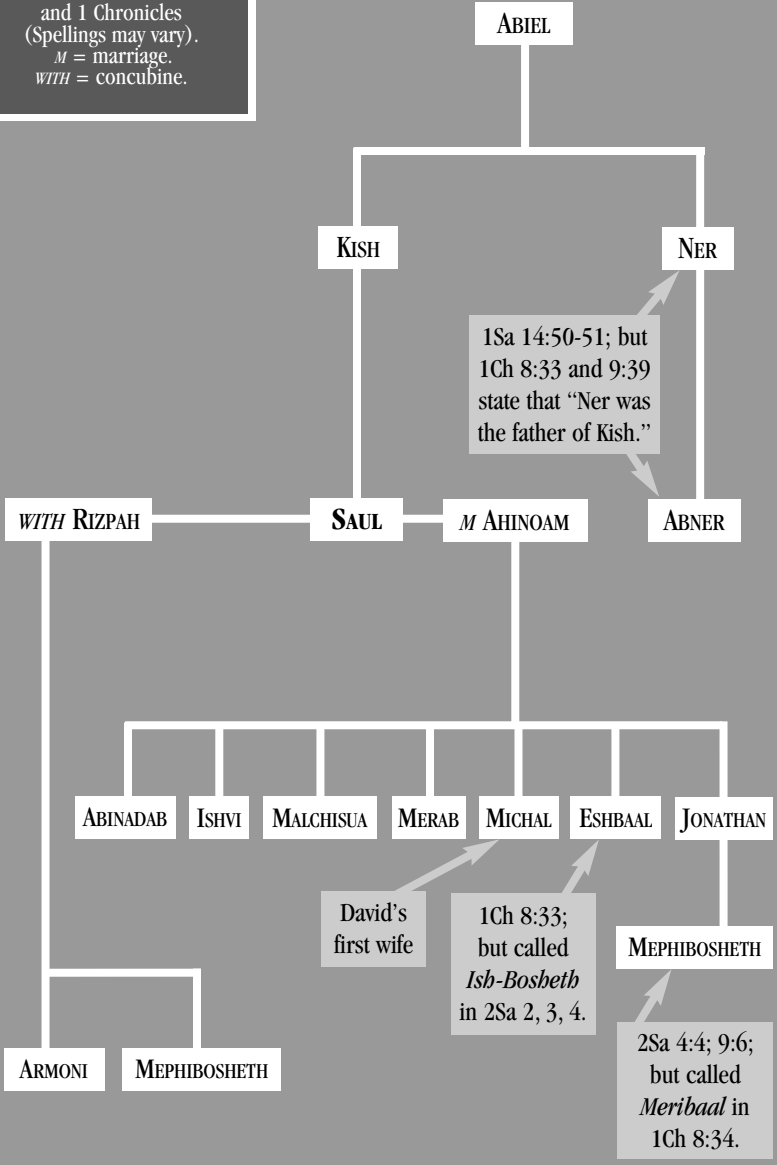 and 1 Chronicles
(Spellings may vary).
M = marriage.
WITH = concubine.
ABIEL
KISH
NER
1Sa 14:50-51; but
1Ch 8:33 and 9:39
state that “Ner was
the father of Kish.”
WITH RIZPAH
SAUL
M AHINOAM
ABNER
ABINADAB
ISHVI
MALCHISUA
MERAB
MICHAL
ESHBAAL
JONATHAN
David’s
first wife
1Ch 8:33;
but called
Ish-Bosheth
in 2Sa 2, 3, 4.
MEPHIBOSHETH
ARMONI
MEPHIBOSHETH
2Sa 4:4; 9:6;
but called
Meribaal in
1Ch 8:34.